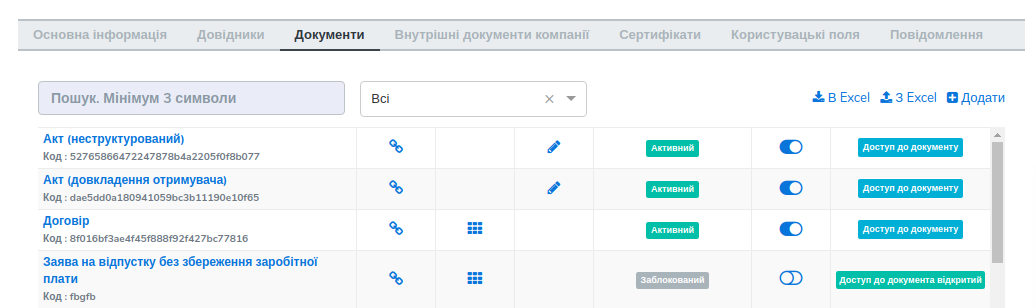 Основна інформація Довідники Документи Внутрішні документи компанії Сертифікати Користувацькі поля Повідомлення
Пошук. Мінімум 3 символи Всі В Excel З Excel Додати
Акт (неструктурований)
Код : 52765866472247878b4a2205f0f8b077 Активний Доступ до документу
Акт (довкладення отримувача)
Код : dae5dd0a180941059bc3b11190e10f65 Активний Доступ до документу
Договір
Код : 8f016bf3ae4f45f888f92f427bc77816 Активний Доступ до документу
Заява на відпустку без збереження заробітної
плати Заблокований Доступ до документа відкритий
Код : fbgfb